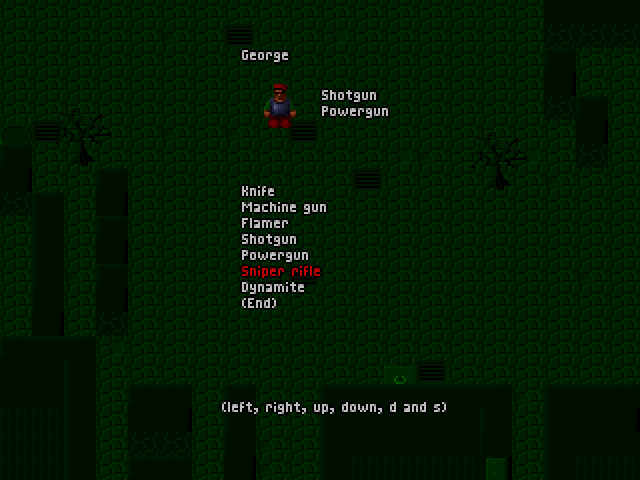 George
Shotgun
Powergun
Knife
Machine gun
Flamer
Shotgun
Powergun
Sniper rifle
Dynamite
(End)
(left, right, up, down, d and s)